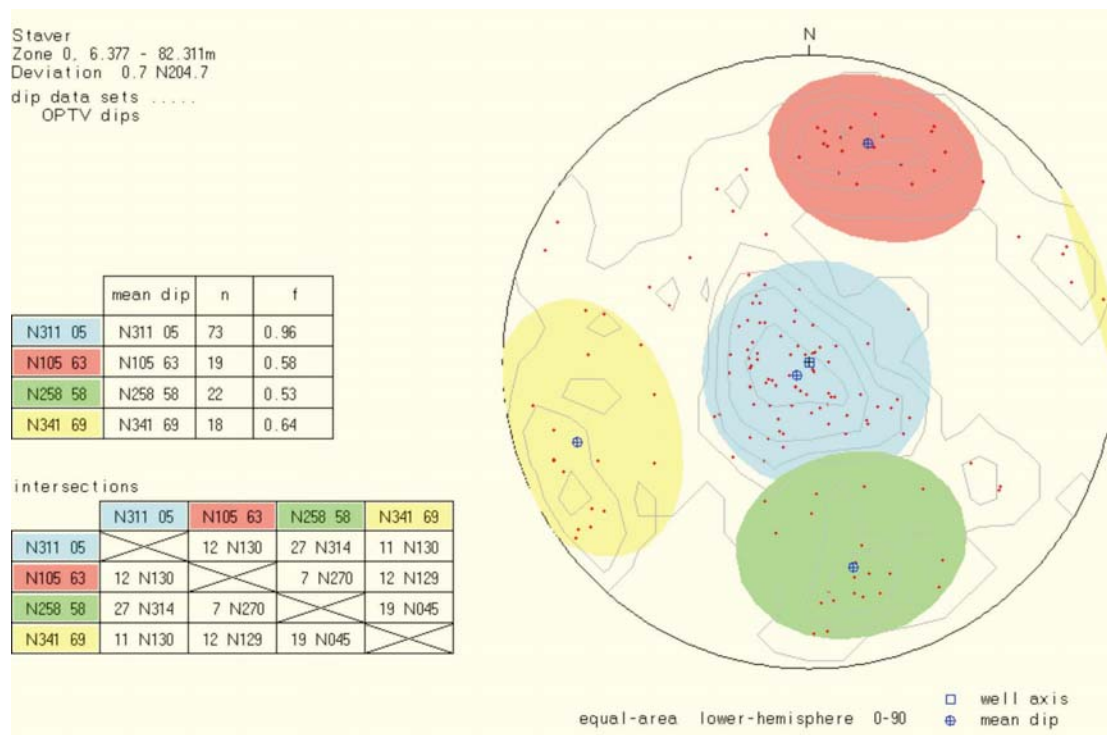 Staver
Zone 0, 6.377 - 82.311m
Deviation 0.7 N204.7
dip data sets .....
OPTV dips
N
mean dip n f
N311 05 N311 05 73 0.96
N105 63 N105 63 19 0.58
N258 58 N258 58 22 0.53
N341 69 N341 69 18 0.64
intersections
N311 05 N105 63 N258 58 N341 69
N311 05 12 N130 27 N314 11 N130
N105 63 12 N130 7 N270 12 N129
N258 58 27 N314 7 N270 19 N045
N341 69 11 N130 12 N129 19 N045
well axis
equal-area lower-hemisphere 0-90 mean dip